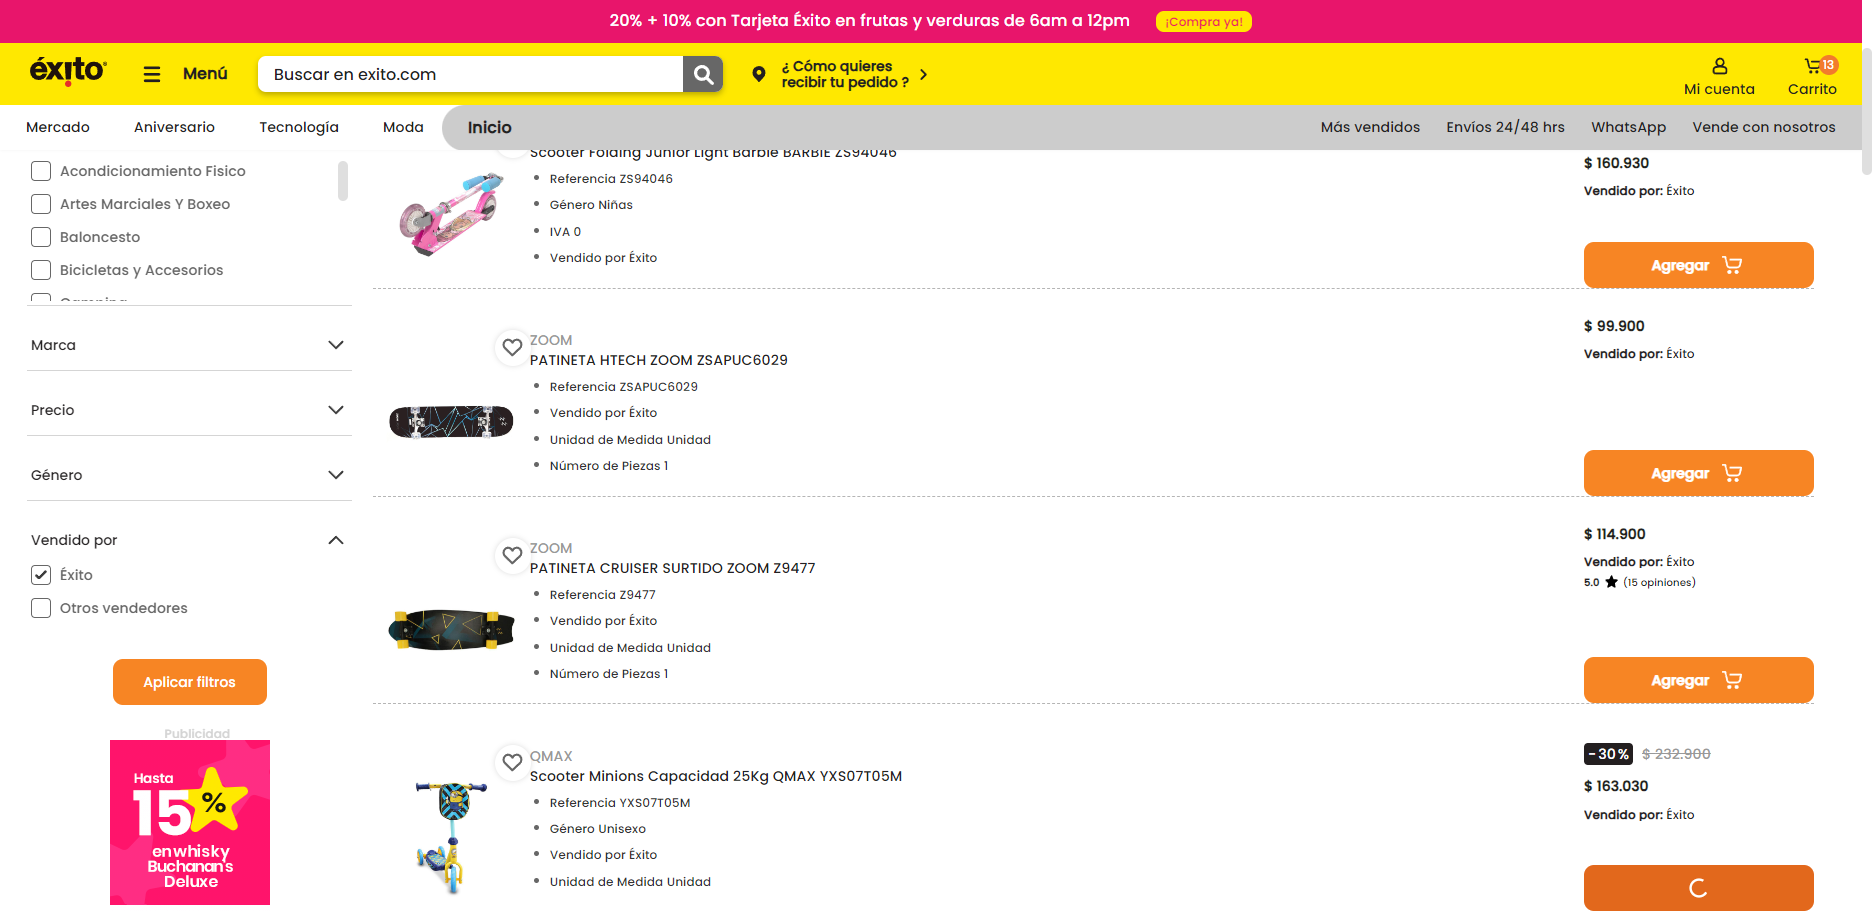 20% + 10% con Tarjeta Éxito en frutas y verduras de 6am a 12pm
¡Compra ya!
éxito
Menú
Buscar en exito.com
¿ Cómo quieres
recibir tu pedido ?
Mi cuenta
13
Carrito
Mercado
Aniversario
Tecnología
Moda
Inicio
Más vendidos
Envíos 24/48 hrs
WhatsApp
Vende con nosotros
Acondicionamiento Fisico
Artes Marciales Y Boxeo
Baloncesto
Bicicletas y Accesorios
Camping
Marca
Precio
Género
Vendido por
Éxito
Otros vendedores
Aplicar filtros
Publicidad
Hasta
15%
en whisky
Buchanan's
Deluxe
Scooter Folding Junior Light Barbie BARBIE ZS94046
Referencia ZS94046
Género Niñas
IVA 0
Vendido por Éxito
$ 160.930
Vendido por: Éxito
Agregar
ZOOM
PATINETA HTECH ZOOM ZSAPUC6029
Referencia ZSAPUC6029
Vendido por Éxito
Unidad de Medida Unidad
Número de Piezas 1
$ 99.900
Vendido por: Éxito
Agregar
ZOOM
PATINETA CRUISER SURTIDO ZOOM Z9477
Referencia Z9477
Vendido por Éxito
Unidad de Medida Unidad
Número de Piezas 1
$ 114.900
Vendido por: Éxito
5.0 (15 opiniones)
Agregar
QMAX
Scooter Minions Capacidad 25Kg QMAX YXS07T05M
Referencia YXS07T05M
Género Unisexo
Vendido por Éxito
Unidad de Medida Unidad
-30% $ 232.900
$ 163.030
Vendido por: Éxito